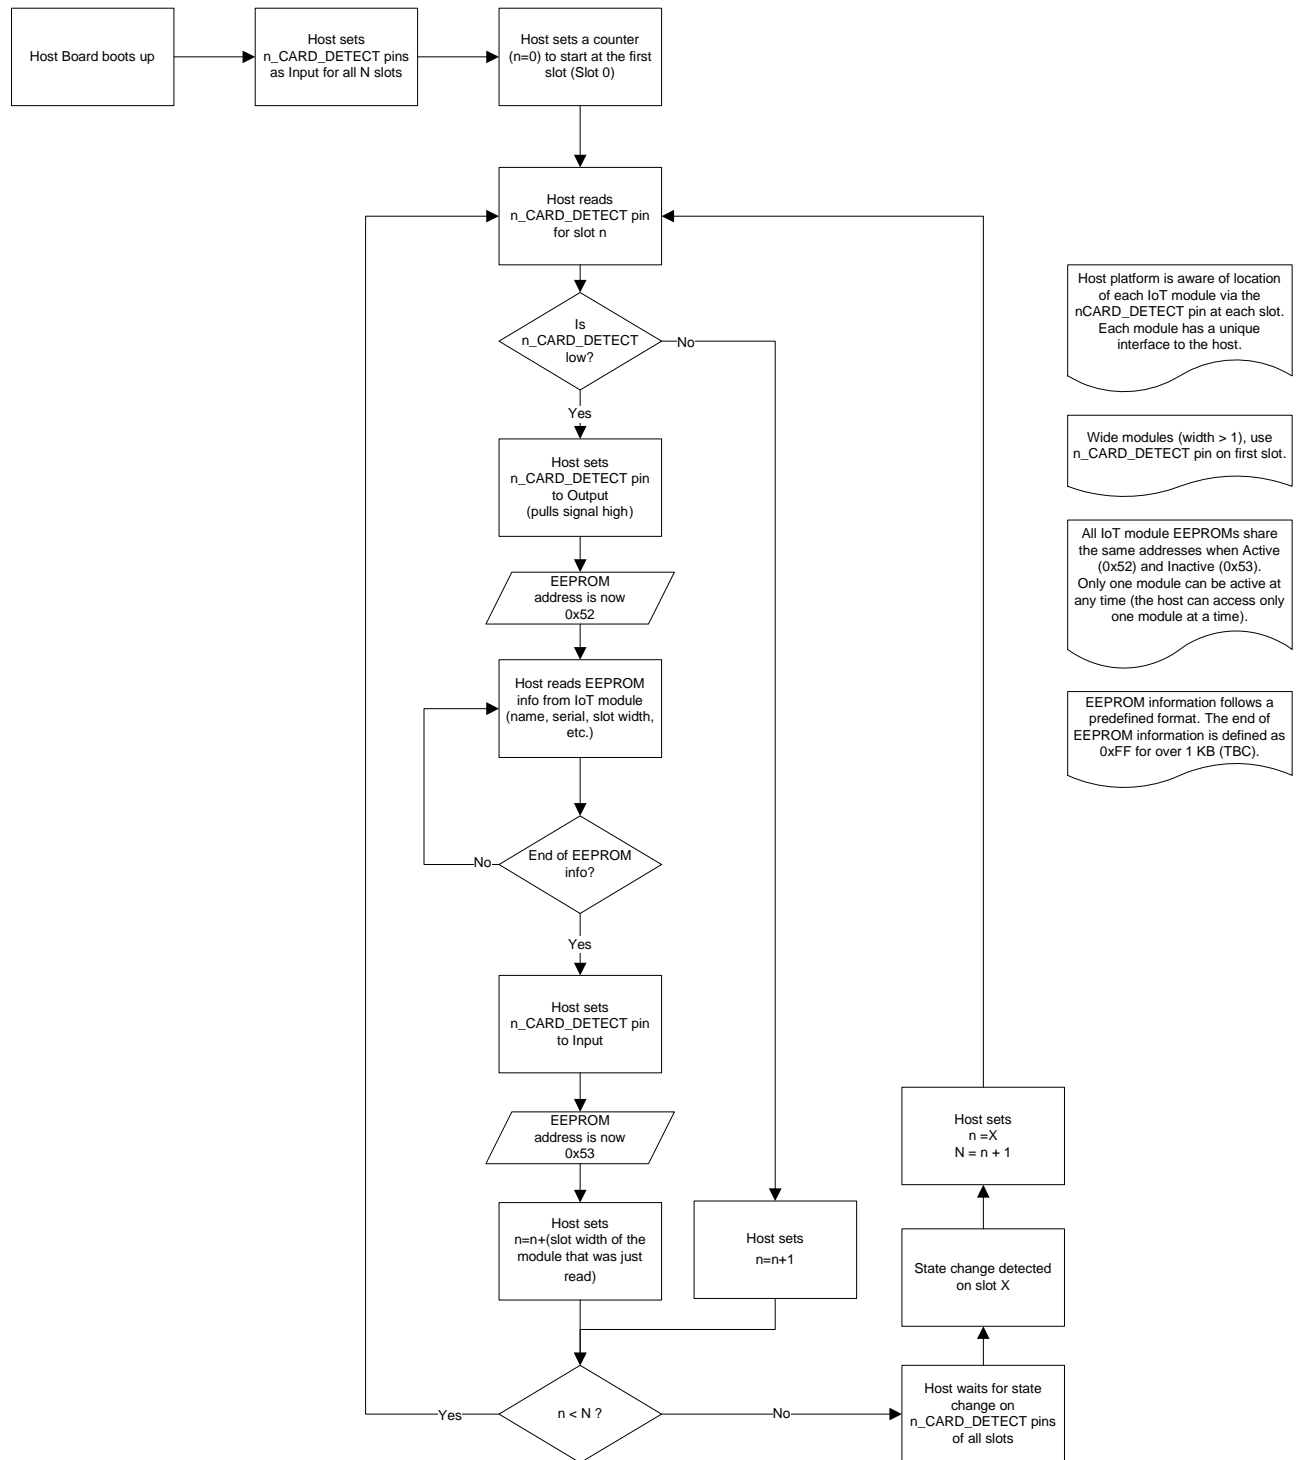 Host Board boots up
Host sets
n_CARD_DETECT pins
as Input for all N slots
Host sets a counter
(n=0) to start at the first
slot (Slot 0)
Host reads
n_CARD_DETECT pin
for slot n
Is
n_CARD_DETECT
low?
No
Yes
Host sets
n_CARD_DETECT pin
to Output
(pulls signal high)
EEPROM
address is now
0x52
Host reads EEPROM
info from IoT module
(name, serial, slot width,
etc.)
End of EEPROM
info?
No
Yes
Host sets
n_CARD_DETECT pin
to Input
EEPROM
address is now
0x53
Host sets
n=n+(slot width of the
module that was just
read)
Host sets
n=n+1
n < N ?
Yes
No
Host waits for state
change on
n_CARD_DETECT pins
of all slots
State change detected
on slot X
Host sets
n =X
N = n + 1
Host platform is aware of location
of each IoT module via the
nCARD_DETECT pin at each slot.
Each module has a unique
interface to the host.
Wide modules (width > 1), use
n_CARD_DETECT pin on first slot.
All IoT module EEPROMs share
the same addresses when Active
(0x52) and Inactive (0x53).
Only one module can be active at
any time (the host can access only
one module at a time).
EEPROM information follows a
predefined format. The end of
EEPROM information is defined as
0xFF for over 1 KB (TBC).